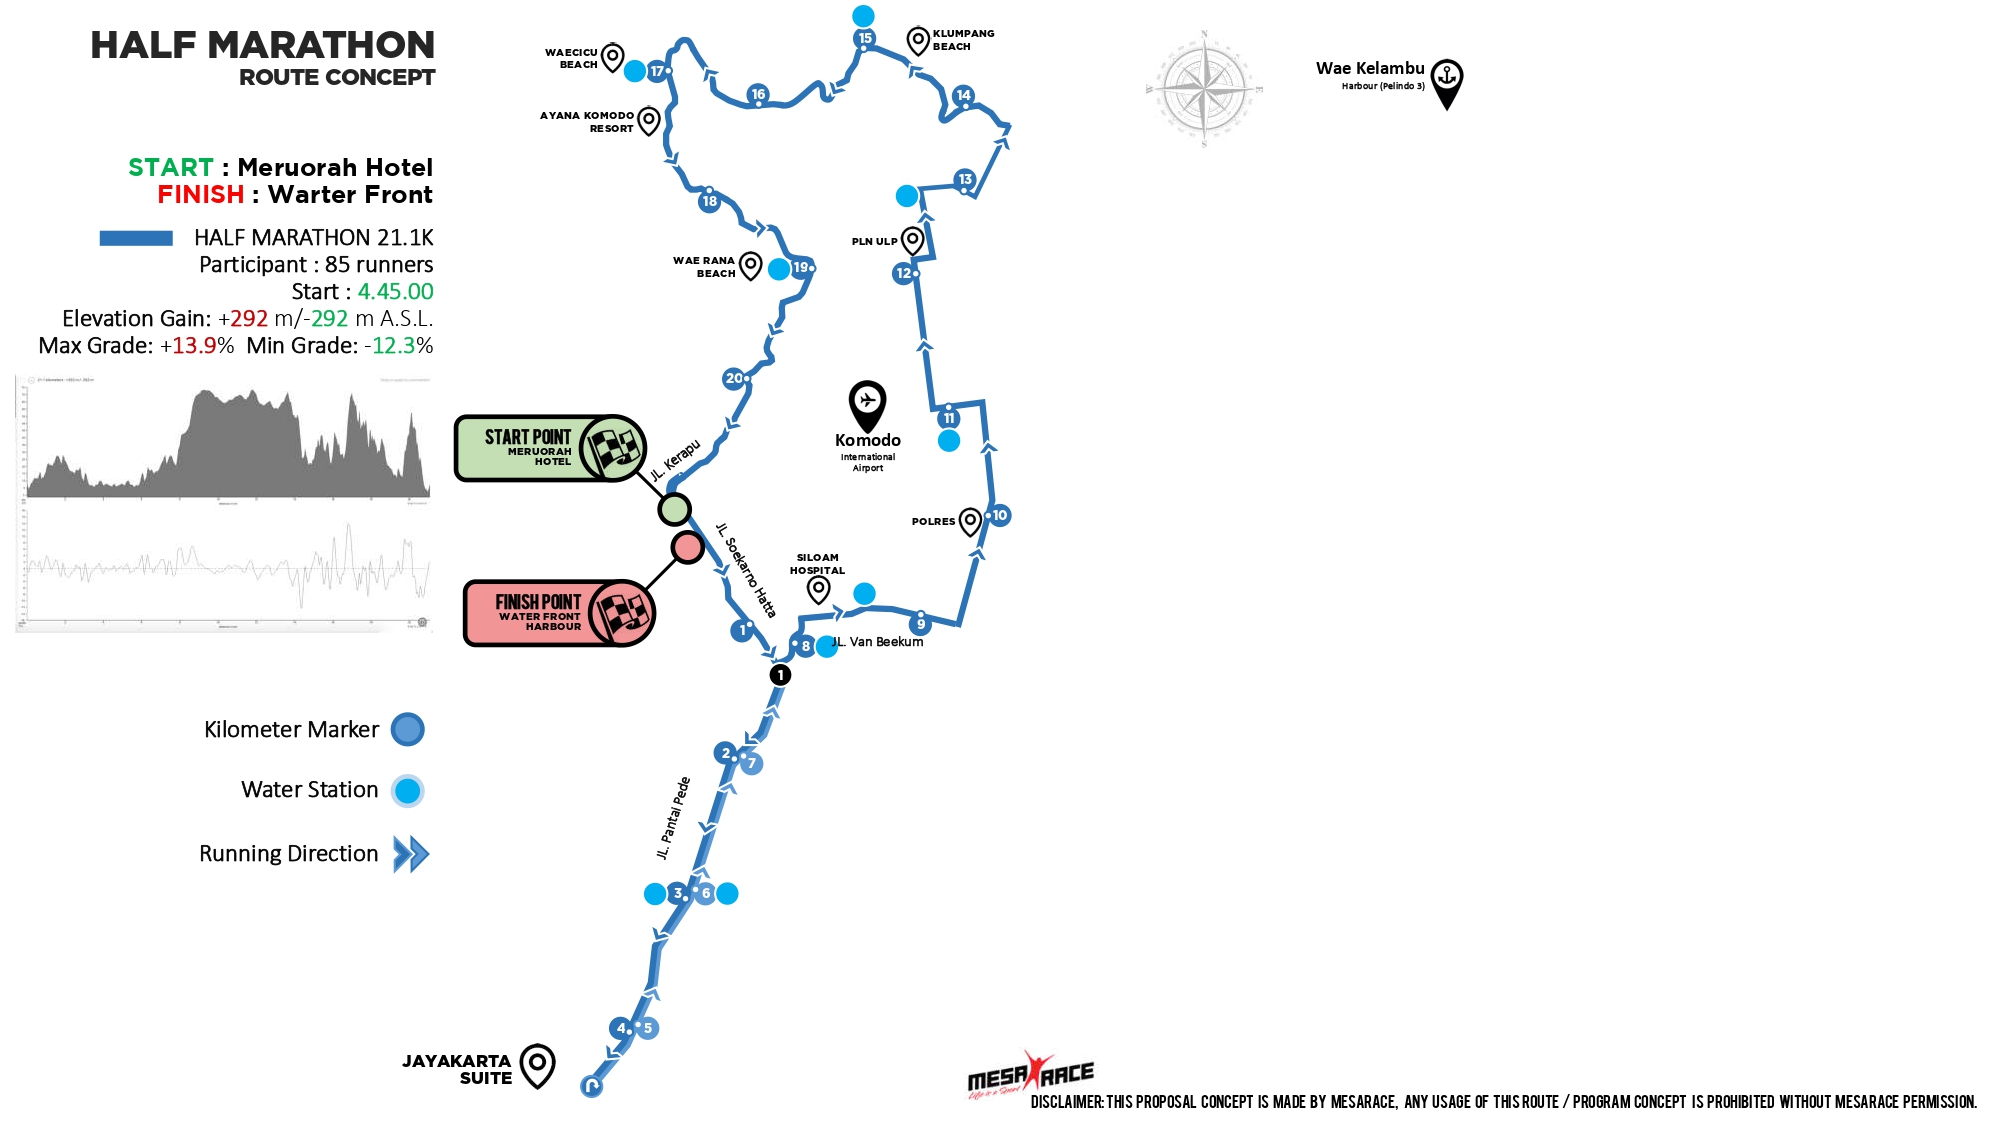 HALF MARATHON
ROUTE CONCEPT
START : Meruorah Hotel
FINISH : Warter Front
HALF MARATHON 21.1K
Participant : 85 runners
Start : 4.45.00
Elevation Gain: +292 m/-292 m A.S.L.
Max Grade: +13.9% Min Grade: -12.3%
Kilometer Marker
Water Station
Running Direction
START POINT
MERUORAH
HOTEL
FINISH POINT
WATER FRONT
HARBOUR
JL. Kerapu
JL. Soekarno Hatta
JL. Pantai Pede
JL. Van Beekum
WAECICU
BEACH
AYANA KOMODO
RESORT
WAE RANA
BEACH
KLUMPANG
BEACH
PLN ULP
Komodo
International
Airport
POLRES
SILOAM
HOSPITAL
JAYAKARTA
SUITE
Wae Kelambu
Harbour (Pelindo 3)
N
1
1
2
3
4
5
6
7
8
9
10
11
12
13
14
15
16
17
18
19
20
MESARACE
DISCLAIMER: THIS PROPOSAL CONCEPT IS MADE BY MESARACE, ANY USAGE OF THIS ROUTE / PROGRAM CONCEPT IS PROHIBITED WITHOUT MESARACE PERMISSION.